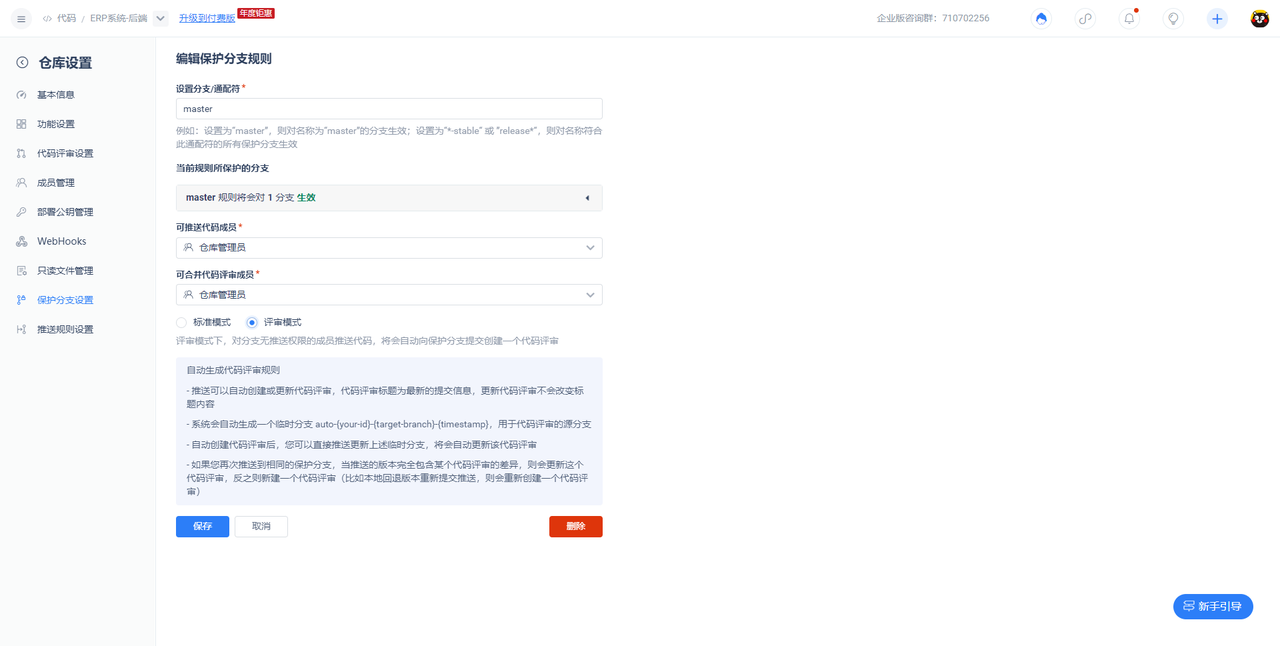 代码 / ERP系统-后端 升级到付费版 年度钜惠 企业版咨询群：710702256
仓库设置
基本信息
功能设置
代码评审设置
成员管理
部署公钥管理
WebHooks
只读文件管理
保护分支设置
推送规则设置
编辑保护分支规则
设置分支/通配符*
master
例如：设置为"master"，则对名称为"master"的分支生效；设置为"*-stable" 或 "release*"，则对名称符合
此通配符的所有保护分支生效
当前规则所保护的分支
master 规则将会对 1 分支 生效
可推送代码成员*
仓库管理员
可合并代码评审成员*
仓库管理员
标准模式 评审模式
评审模式下，对分支无推送权限的成员推送代码，将会自动向保护分支提交创建一个代码评审
自动生成代码评审规则
- 推送可以自动创建或更新代码评审，代码评审标题为最新的提交信息，更新代码评审不会改变标
题内容
- 系统会自动生成一个临时分支 auto-{your-id}-{target-branch}-{timestamp}，用于代码评审的源分支
- 自动创建代码评审后，您可以直接推送更新上述临时分支，将会自动更新该代码评审
- 如果您再次推送到相同的保护分支，当推送的版本完全包含某个代码评审的差异，则会更新这个
代码评审，反之则新建一个代码评审（比如本地回退版本重新提交推送，则会重新创建一个代码评
审）
保存 取消 删除
新手引导